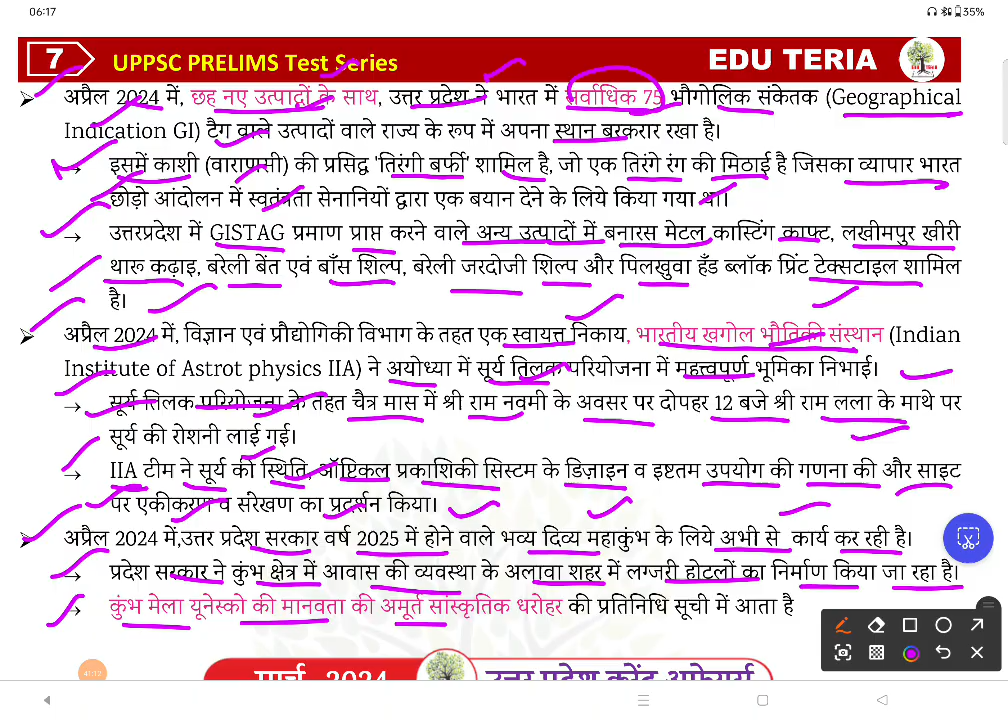 06:17
35%
7 UPPSC PRELIMS Test Series EDU TERIA
➢ अप्रैल 2024 में, छह नए उत्पादों के साथ, उत्तर प्रदेश ने भारत में सर्वाधिक 75 भौगोलिक संकेतक (Geographical
Indication GI) टैग वाले उत्पादों वाले राज्य के रूप में अपना स्थान बरकरार रखा है।
→ इसमें काशी (वाराणसी) की प्रसिद्व 'तिरंगी बर्फी' शामिल है, जो एक तिरंगे रंग की मिठाई है जिसका व्यापार भारत
छोड़ो आंदोलन में स्वतंत्रता सेनानियों द्वारा एक बयान देने के लिये किया गया था।
→ उत्तरप्रदेश में GISTAG प्रमाण प्राप्त करने वाले अन्य उत्पादों में बनारस मेटल कास्टिंग क्राफ्ट, लखीमपुर खीरी
थारू कढ़ाइ, बरेली बेंत एवं बाँस शिल्प, बरेली जरदोजी शिल्प और पिलखुवा हैंड ब्लॉक प्रिंट टेक्सटाइल शामिल
है।
➢ अप्रैल 2024 में, विज्ञान एवं प्रौद्योगिकी विभाग के तहत एक स्वायत्त निकाय, भारतीय खगोल भौतिकी संस्थान (Indian
Institute of Astrot physics IIA) ने अयोध्या में सूर्य तिलक परियोजना में महत्त्वपूर्ण भूमिका निभाई।
→ सूर्य तिलक परियोजना के तहत चैत्र मास में श्री राम नवमी के अवसर पर दोपहर 12 बजे श्री राम लला के माथे पर
सूर्य की रोशनी लाई गई।
→ IIA टीम ने सूर्य की स्थिति, ऑप्टिकल प्रकाशिकी सिस्टम के डिज़ाइन व इष्टतम उपयोग की गणना की और साइट
पर एकीकरण व संरेखण का प्रदर्शन किया।
➢ अप्रैल 2024 में,उत्तर प्रदेश सरकार वर्ष 2025 में होने वाले भव्य दिव्य महाकुंभ के लिये अभी से कार्य कर रही है।
→ प्रदेश सरकार ने कुंभ क्षेत्र में आवास की व्यवस्था के अलावा शहर में लग्जरी होटलों का निर्माण किया जा रहा है।
→ कुंभ मेला यूनेस्को की मानवता की अमूर्त सांस्कृतिक धरोहर की प्रतिनिधि सूची में आता है
मार्च 2024 उत्तर प्रदेश करेंट अफेयर्स